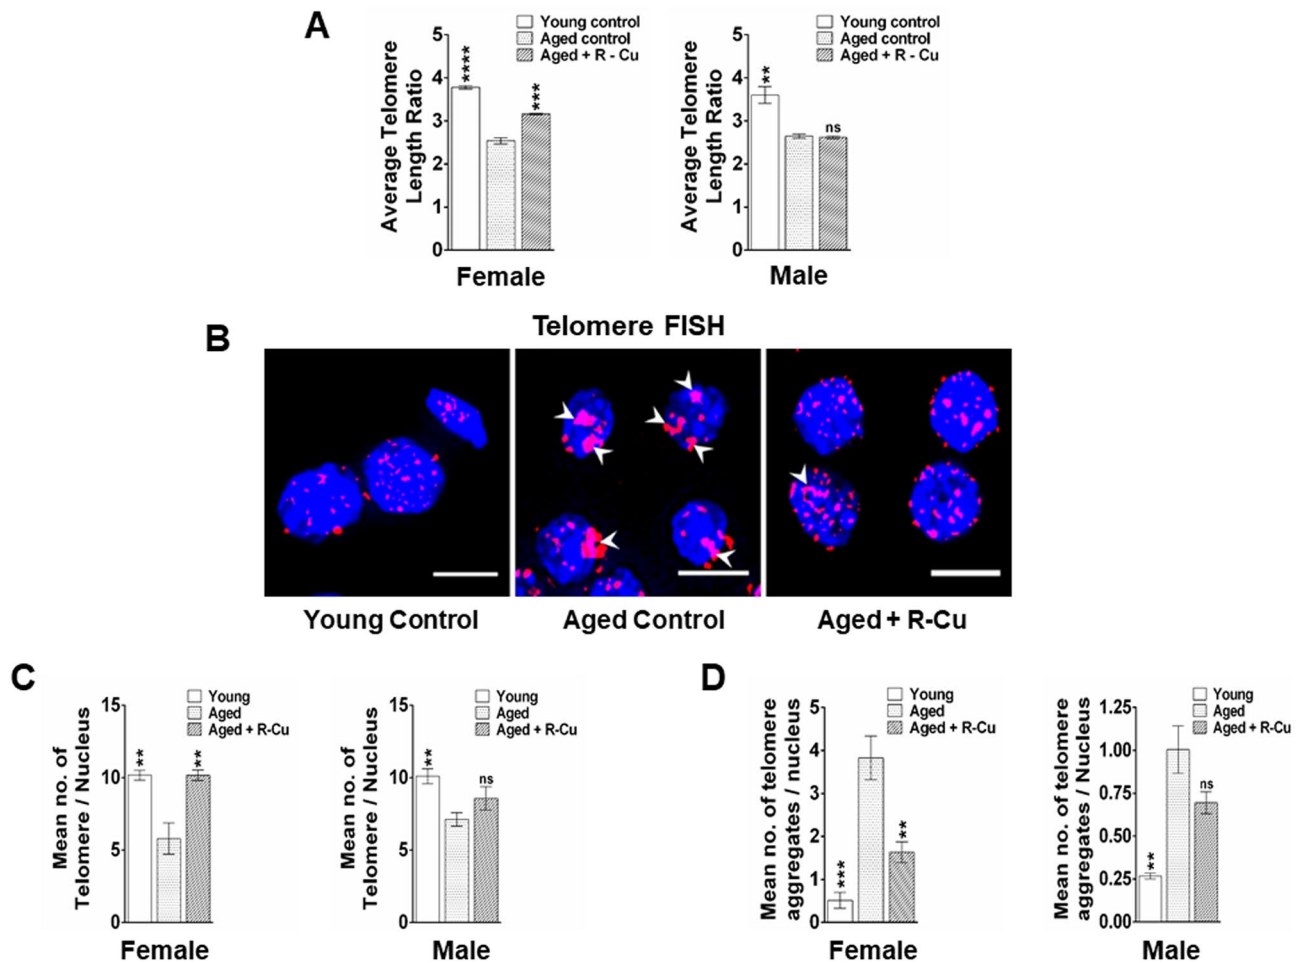 A
Young control
Aged control
Aged + R - Cu
Average Telomere
Length Ratio
5
4
3
2
1
0
****
***
Female
Young control
Aged control
Aged + R - Cu
Average Telomere
Length Ratio
5
4
3
2
1
0
**
ns
Male
B
Telomere FISH
Young Control
Aged Control
Aged + R-Cu
C
Young
Aged
Aged + R-Cu
Mean no. of
Telomere / Nucleus
15
10
5
0
**
**
Female
Young
Aged
Aged + R-Cu
Mean no. of
Telomere / Nucleus
15
10
5
0
**
ns
Male
D
Young
Aged
Aged + R-Cu
Mean no. of telomere
aggregates / nucleus
5
4
3
2
1
0
***
**
Female
Young
Aged
Aged + R-Cu
Mean no. of telomere
aggregates / Nucleus
1.25
1.00
0.75
0.50
0.25
0.00
**
ns
Male